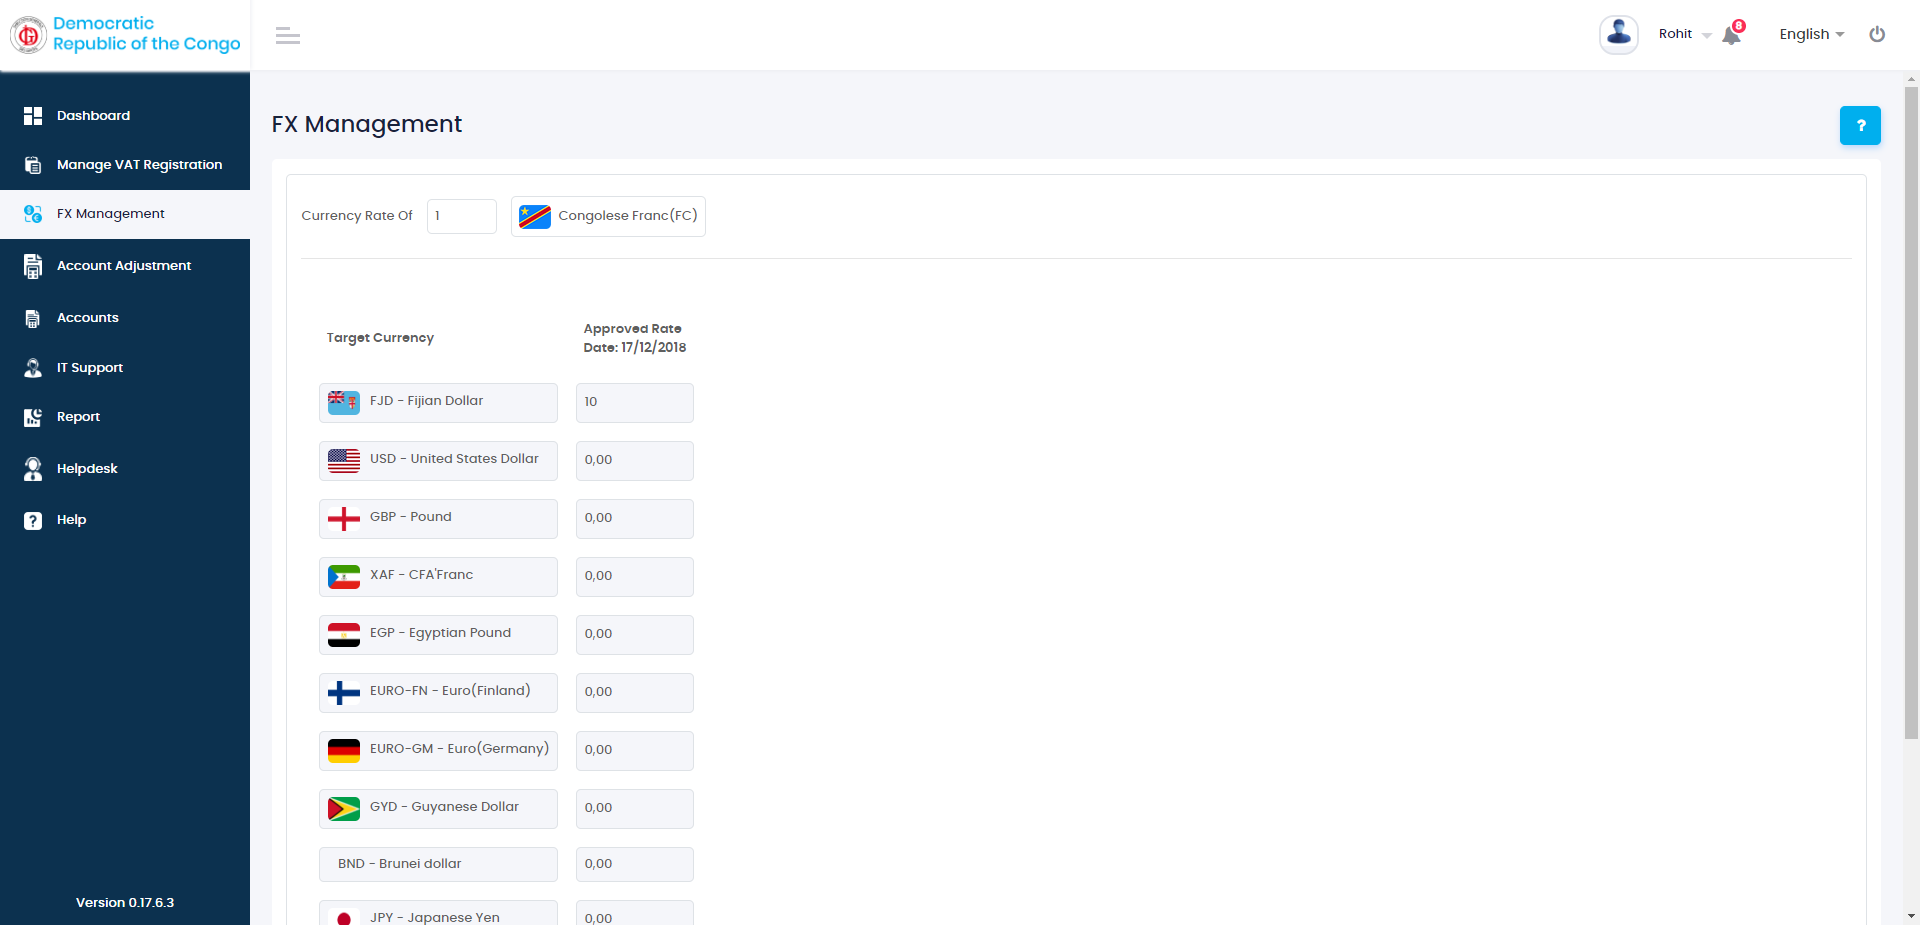 Democratic
Republic of the Congo
Rohit
8
English
Dashboard
Manage VAT Registration
FX Management
Account Adjustment
Accounts
IT Support
Report
Helpdesk
Help
Version 0.17.6.3
FX Management
?
Currency Rate Of
1
Congolese Franc(FC)
Target Currency
Approved Rate
Date: 17/12/2018
FJD - Fijian Dollar
10
USD - United States Dollar
0,00
GBP - Pound
0,00
XAF - CFA'Franc
0,00
EGP - Egyptian Pound
0,00
EURO-FN - Euro(Finland)
0,00
EURO-GM - Euro(Germany)
0,00
GYD - Guyanese Dollar
0,00
BND - Brunei dollar
0,00
JPY - Japanese Yen
0,00